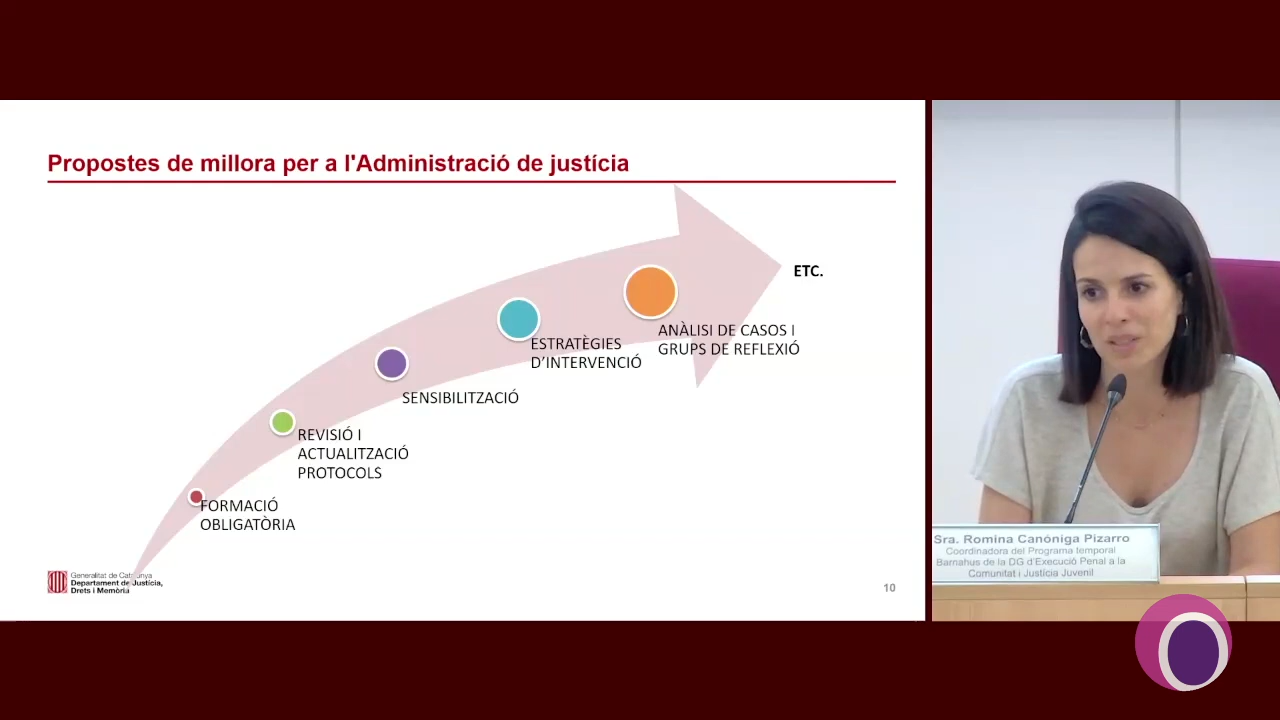 Propostes de millora per a l'Administració de justícia
ETC.
ANÀLISI DE CASOS I
GRUPS DE REFLEXIÓ
ESTRATÈGIES
D'INTERVENCIÓ
SENSIBILITZACIÓ
REVISIÓ I
ACTUALITZACIÓ
PROTOCOLS
FORMACIÓ
OBLIGATÒRIA
Generalitat de Catalunya
Departament de Justícia,
Drets i Memòria
10
Sra. Romina Canóniga Pizarro
Coordinadora del Programa temporal
Barnahus de la DG d'Execució Penal a la
Comunitat i Justícia Juvenil